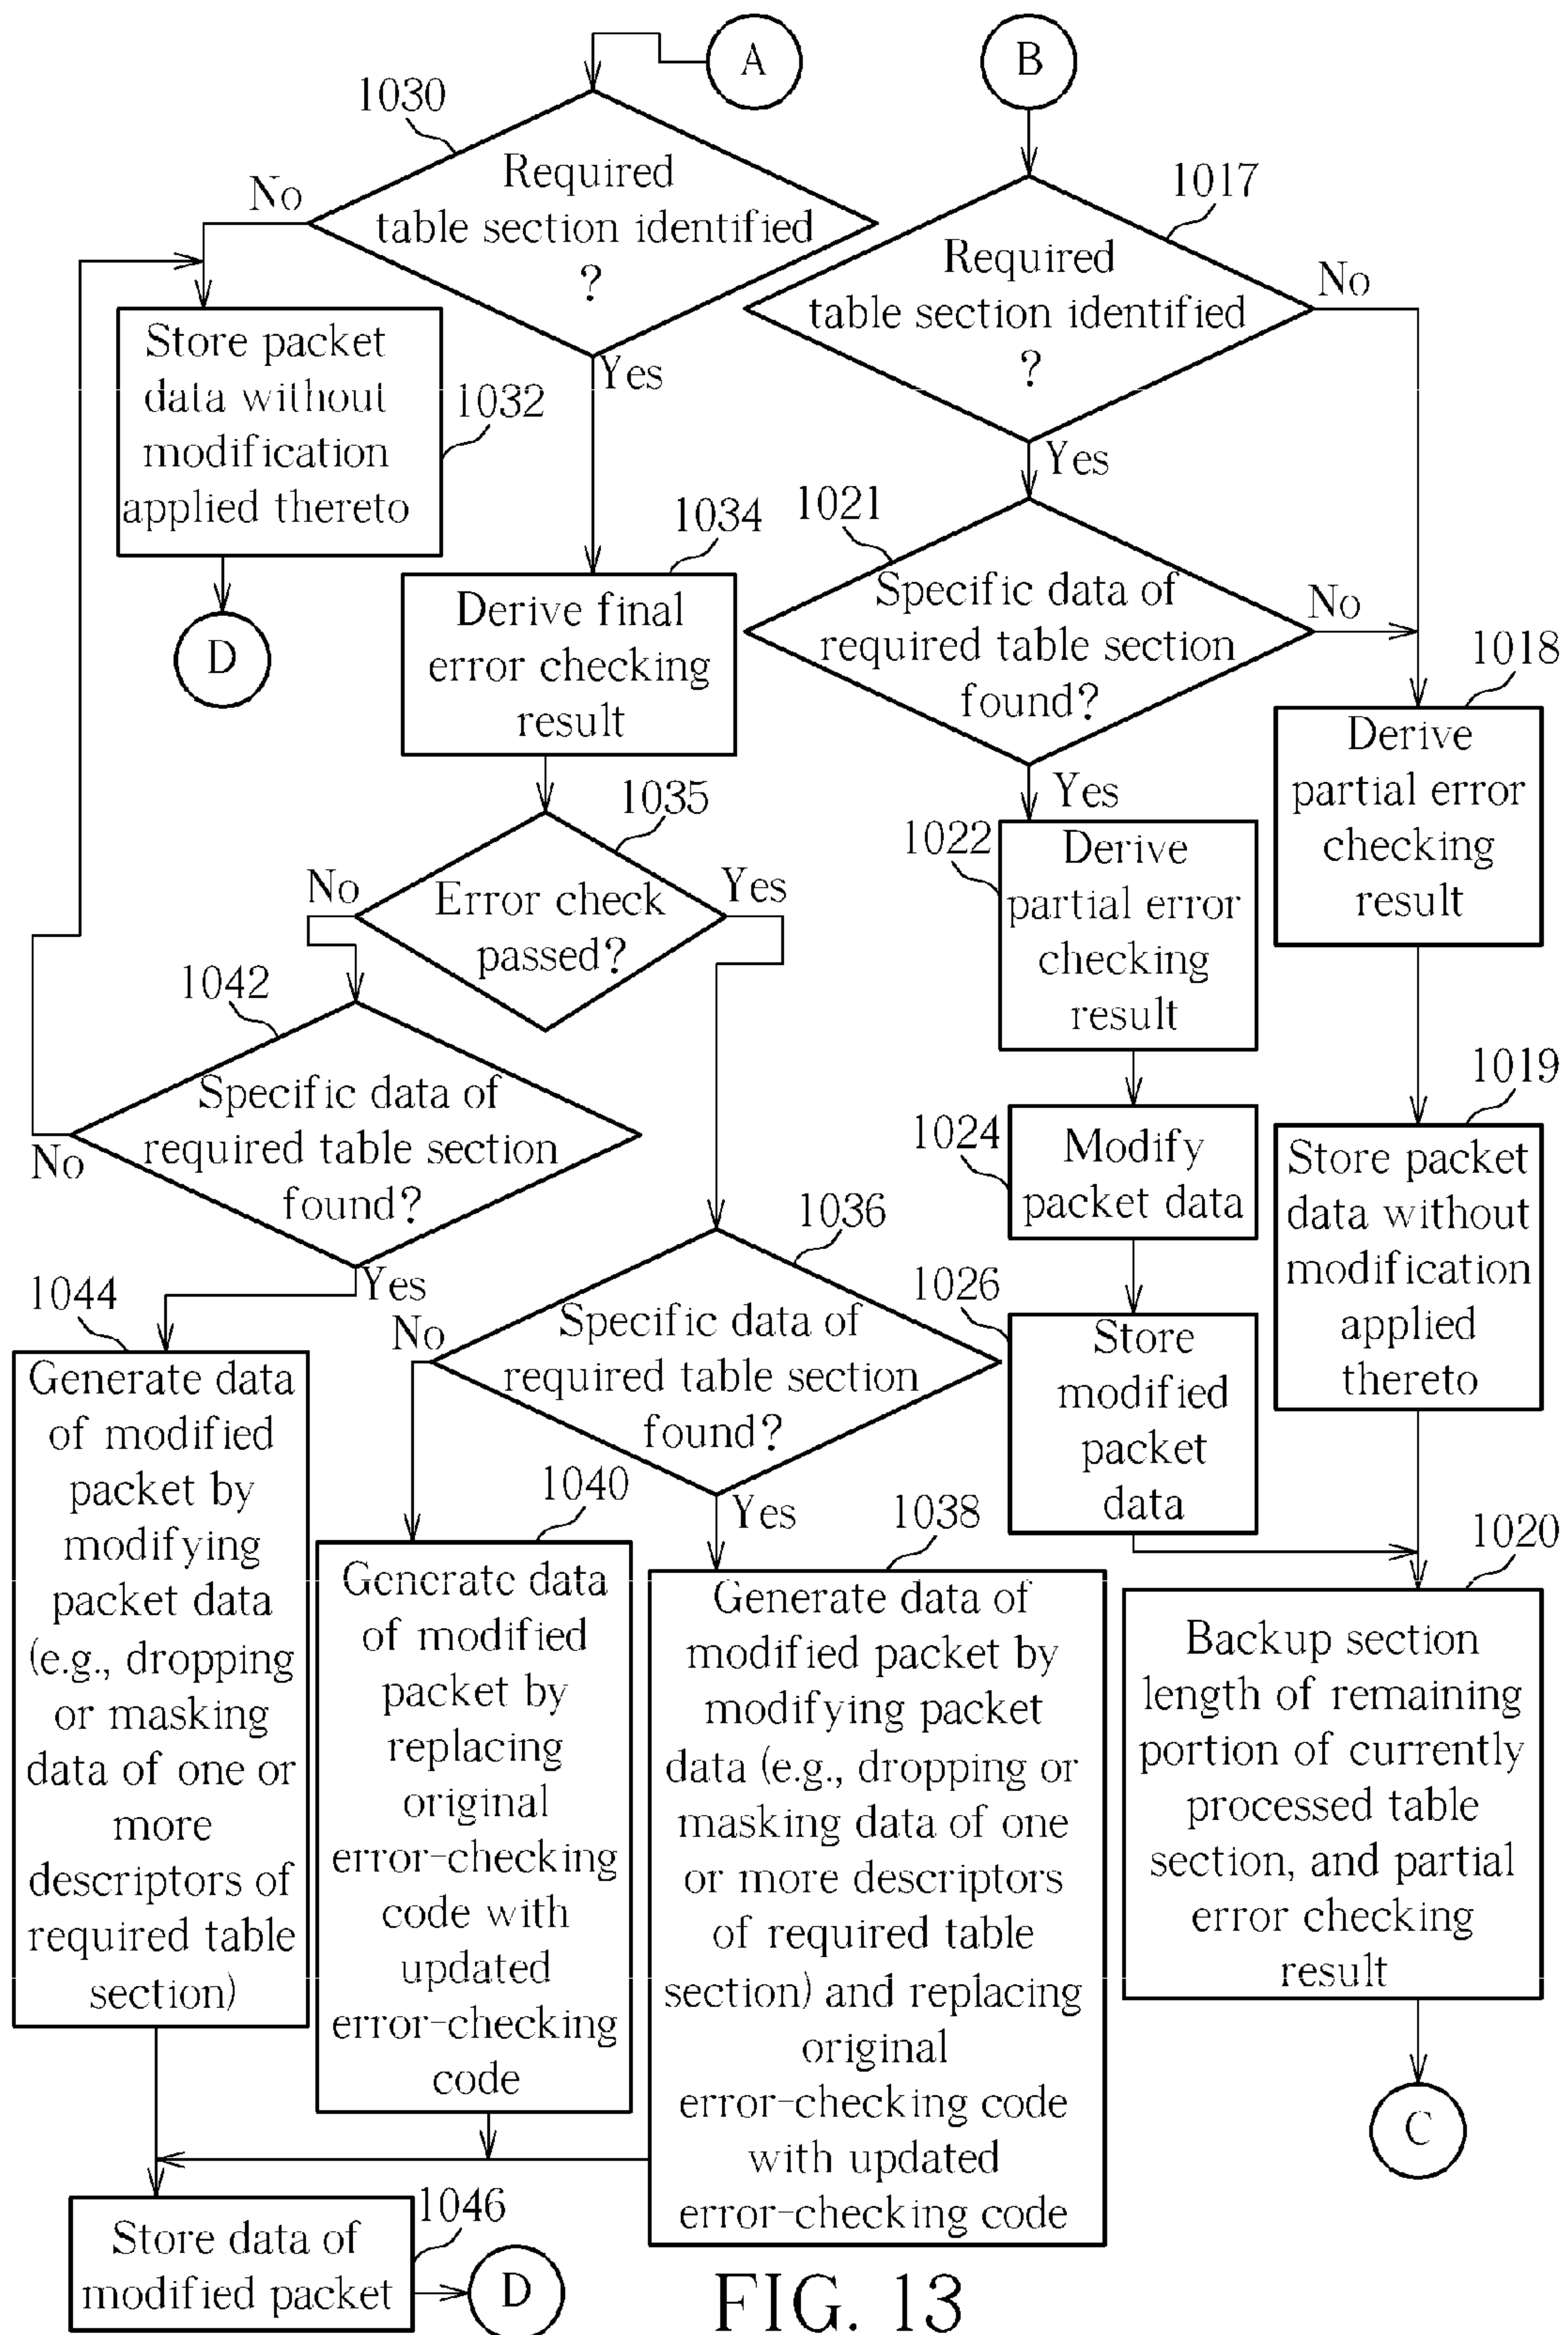 A
B
1030
Required
table section identified
?
No
Yes
1017
Required
table section identified
?
No
Yes
Store packet
data without
modification
applied thereto
1032
D
1034
Derive final
error checking
result
1021
Specific data of
required table section
found?
No
Yes
1018
Derive
partial error
checking
result
1035
Error check
passed?
No
Yes
1022
Derive
partial error
checking
result
1042
Specific data of
required table section
found?
No
Yes
1024
Modify
packet data
1019
Store packet
data without
modification
applied
thereto
1036
Specific data of
required table section
found?
No
Yes
1026
Store
modified
packet
data
1044
Generate data
of modified
packet by
modifying
packet data
(e.g., dropping
or masking
data of one or
more
descriptors of
required table
section)
1040
Generate data
of modified
packet by
replacing
original
error-checking
code with
updated
error-checking
code
1038
Generate data of
modified packet by
modifying packet
data (e.g., dropping or
masking data of one
or more descriptors
of required table
section) and replacing
original
error-checking code
with updated
error-checking code
1020
Backup section
length of remaining
portion of currently
processed table
section, and partial
error checking
result
C
1046
Store data of
modified packet
D
FIG. 13